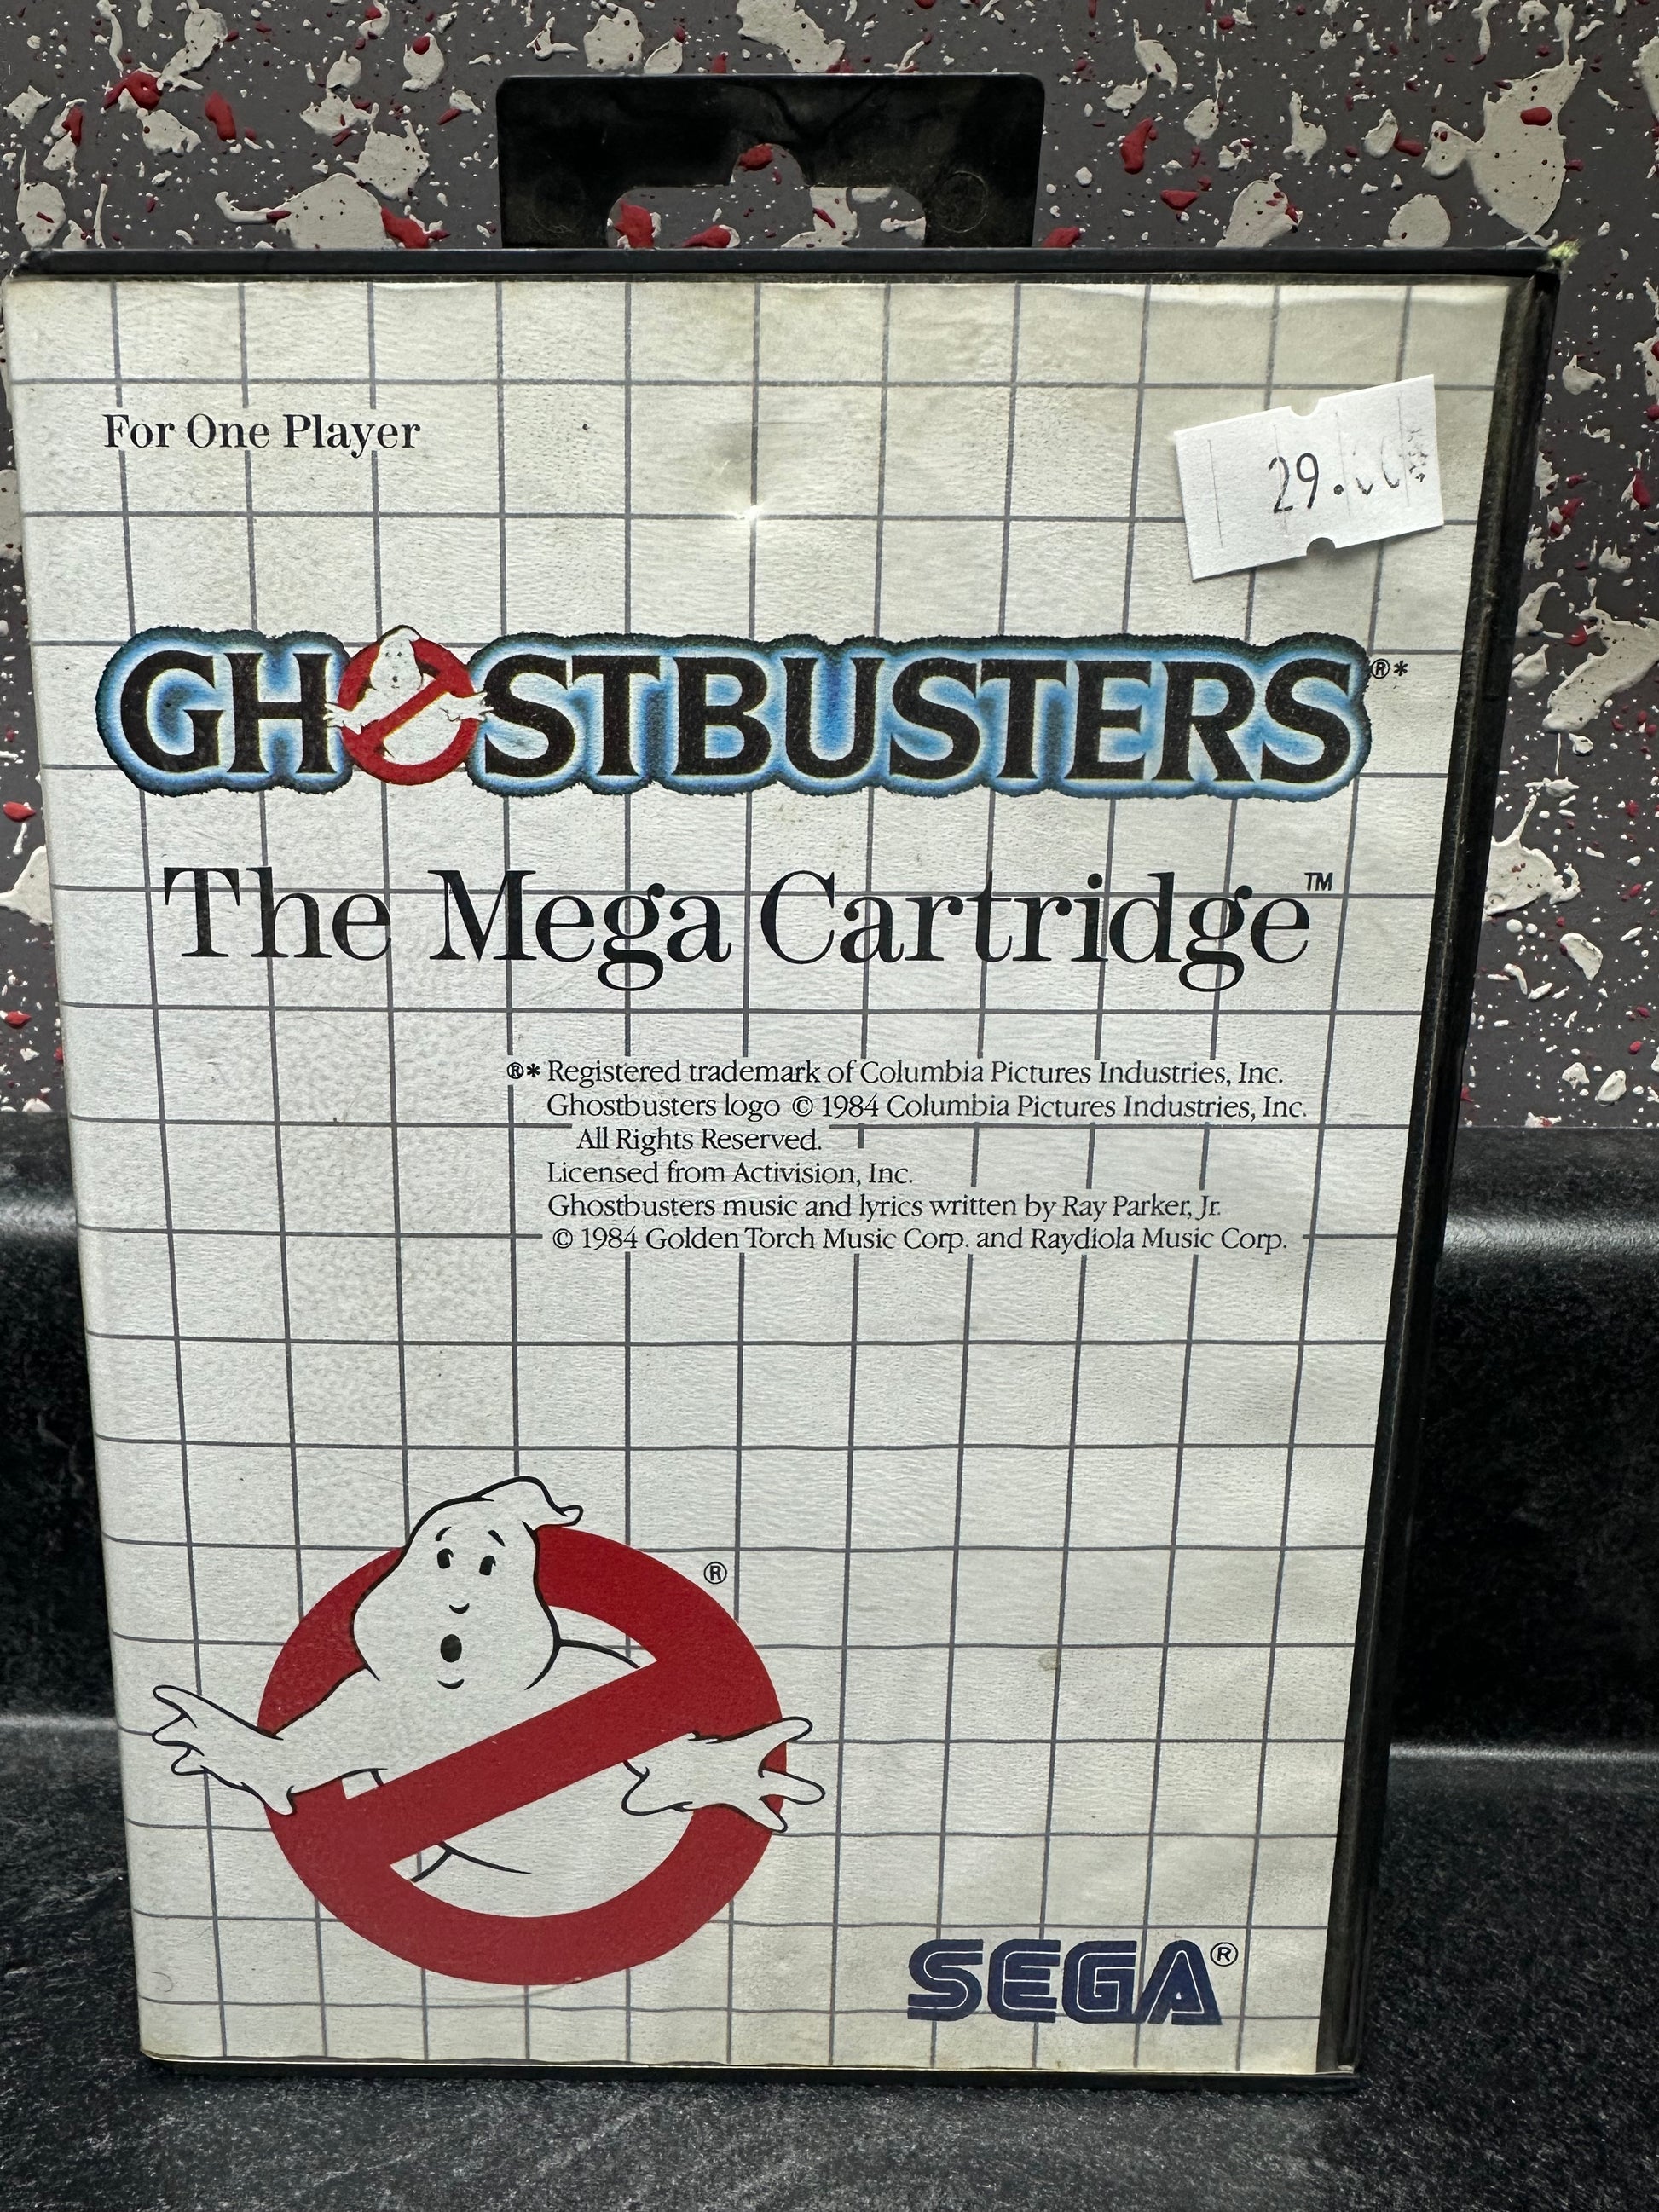 For One Player
29.00
GHOSTBUSTERS®*
The Mega Cartridge™
®* Registered trademark of Columbia Pictures Industries, Inc.
Ghostbusters logo © 1984 Columbia Pictures Industries, Inc.
All Rights Reserved.
Licensed from Activision, Inc.
Ghostbusters music and lyrics written by Ray Parker, Jr.
© 1984 Golden Torch Music Corp. and Raydiola Music Corp.
®
SEGA®